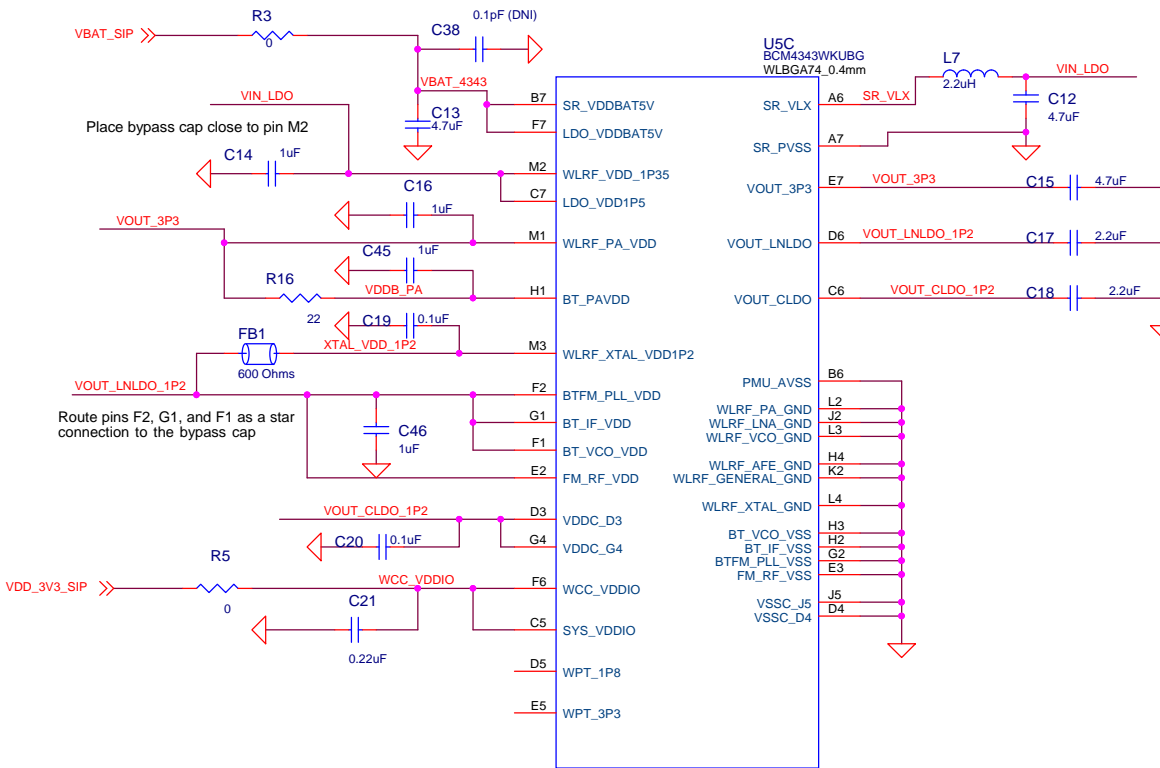 R3
0.1pF (DNI)
VBAT_SIP
C38
0
U5C
BCM4343WKUBG
WLBGA74_0.4mm
L7
VIN_LDO
VBAT_4343
2.2uH
VIN_LDO
B7
SR_VDDBAT5V
SR_VLX
A6
SR_VLX
C12
4.7uF
C13
4.7uF
Place bypass cap close to pin M2
F7
LDO_VDDBAT5V
SR_PVSS
A7
C14
1uF
M2
WLRF_VDD_1P35
C16
VOUT_3P3
E7
VOUT_3P3
C15
4.7uF
C7
LDO_VDD1P5
1uF
VOUT_3P3
M1
WLRF_PA_VDD
VOUT_LNLDO
D6
VOUT_LNLDO_1P2
C17
2.2uF
C45
1uF
R16
VDDB_PA
H1
BT_PAVDD
VOUT_CLDO
C6
VOUT_CLDO_1P2
C18
2.2uF
22
C19
0.1uF
FB1
XTAL_VDD_1P2
M3
WLRF_XTAL_VDD1P2
600 Ohms
VOUT_LNLDO_1P2
F2
BTFM_PLL_VDD
PMU_AVSS
B6
Route pins F2, G1, and F1 as a star
connection to the bypass cap
WLRF_PA_GND
L2
G1
BT_IF_VDD
WLRF_LNA_GND
J2
C46
1uF
WLRF_VCO_GND
L3
F1
BT_VCO_VDD
WLRF_AFE_GND
H4
E2
FM_RF_VDD
WLRF_GENERAL_GND
K2
WLRF_XTAL_GND
L4
VOUT_CLDO_1P2
D3
VDDC_D3
BT_VCO_VSS
H3
C20
0.1uF
G4
VDDC_G4
BT_IF_VSS
H2
BTFM_PLL_VSS
G2
R5
FM_RF_VSS
E3
VDD_3V3_SIP
WCC_VDDIO
F6
WCC_VDDIO
0
VSSC_J5
J5
C21
VSSC_D4
D4
C5
SYS_VDDIO
0.22uF
D5
WPT_1P8
E5
WPT_3P3